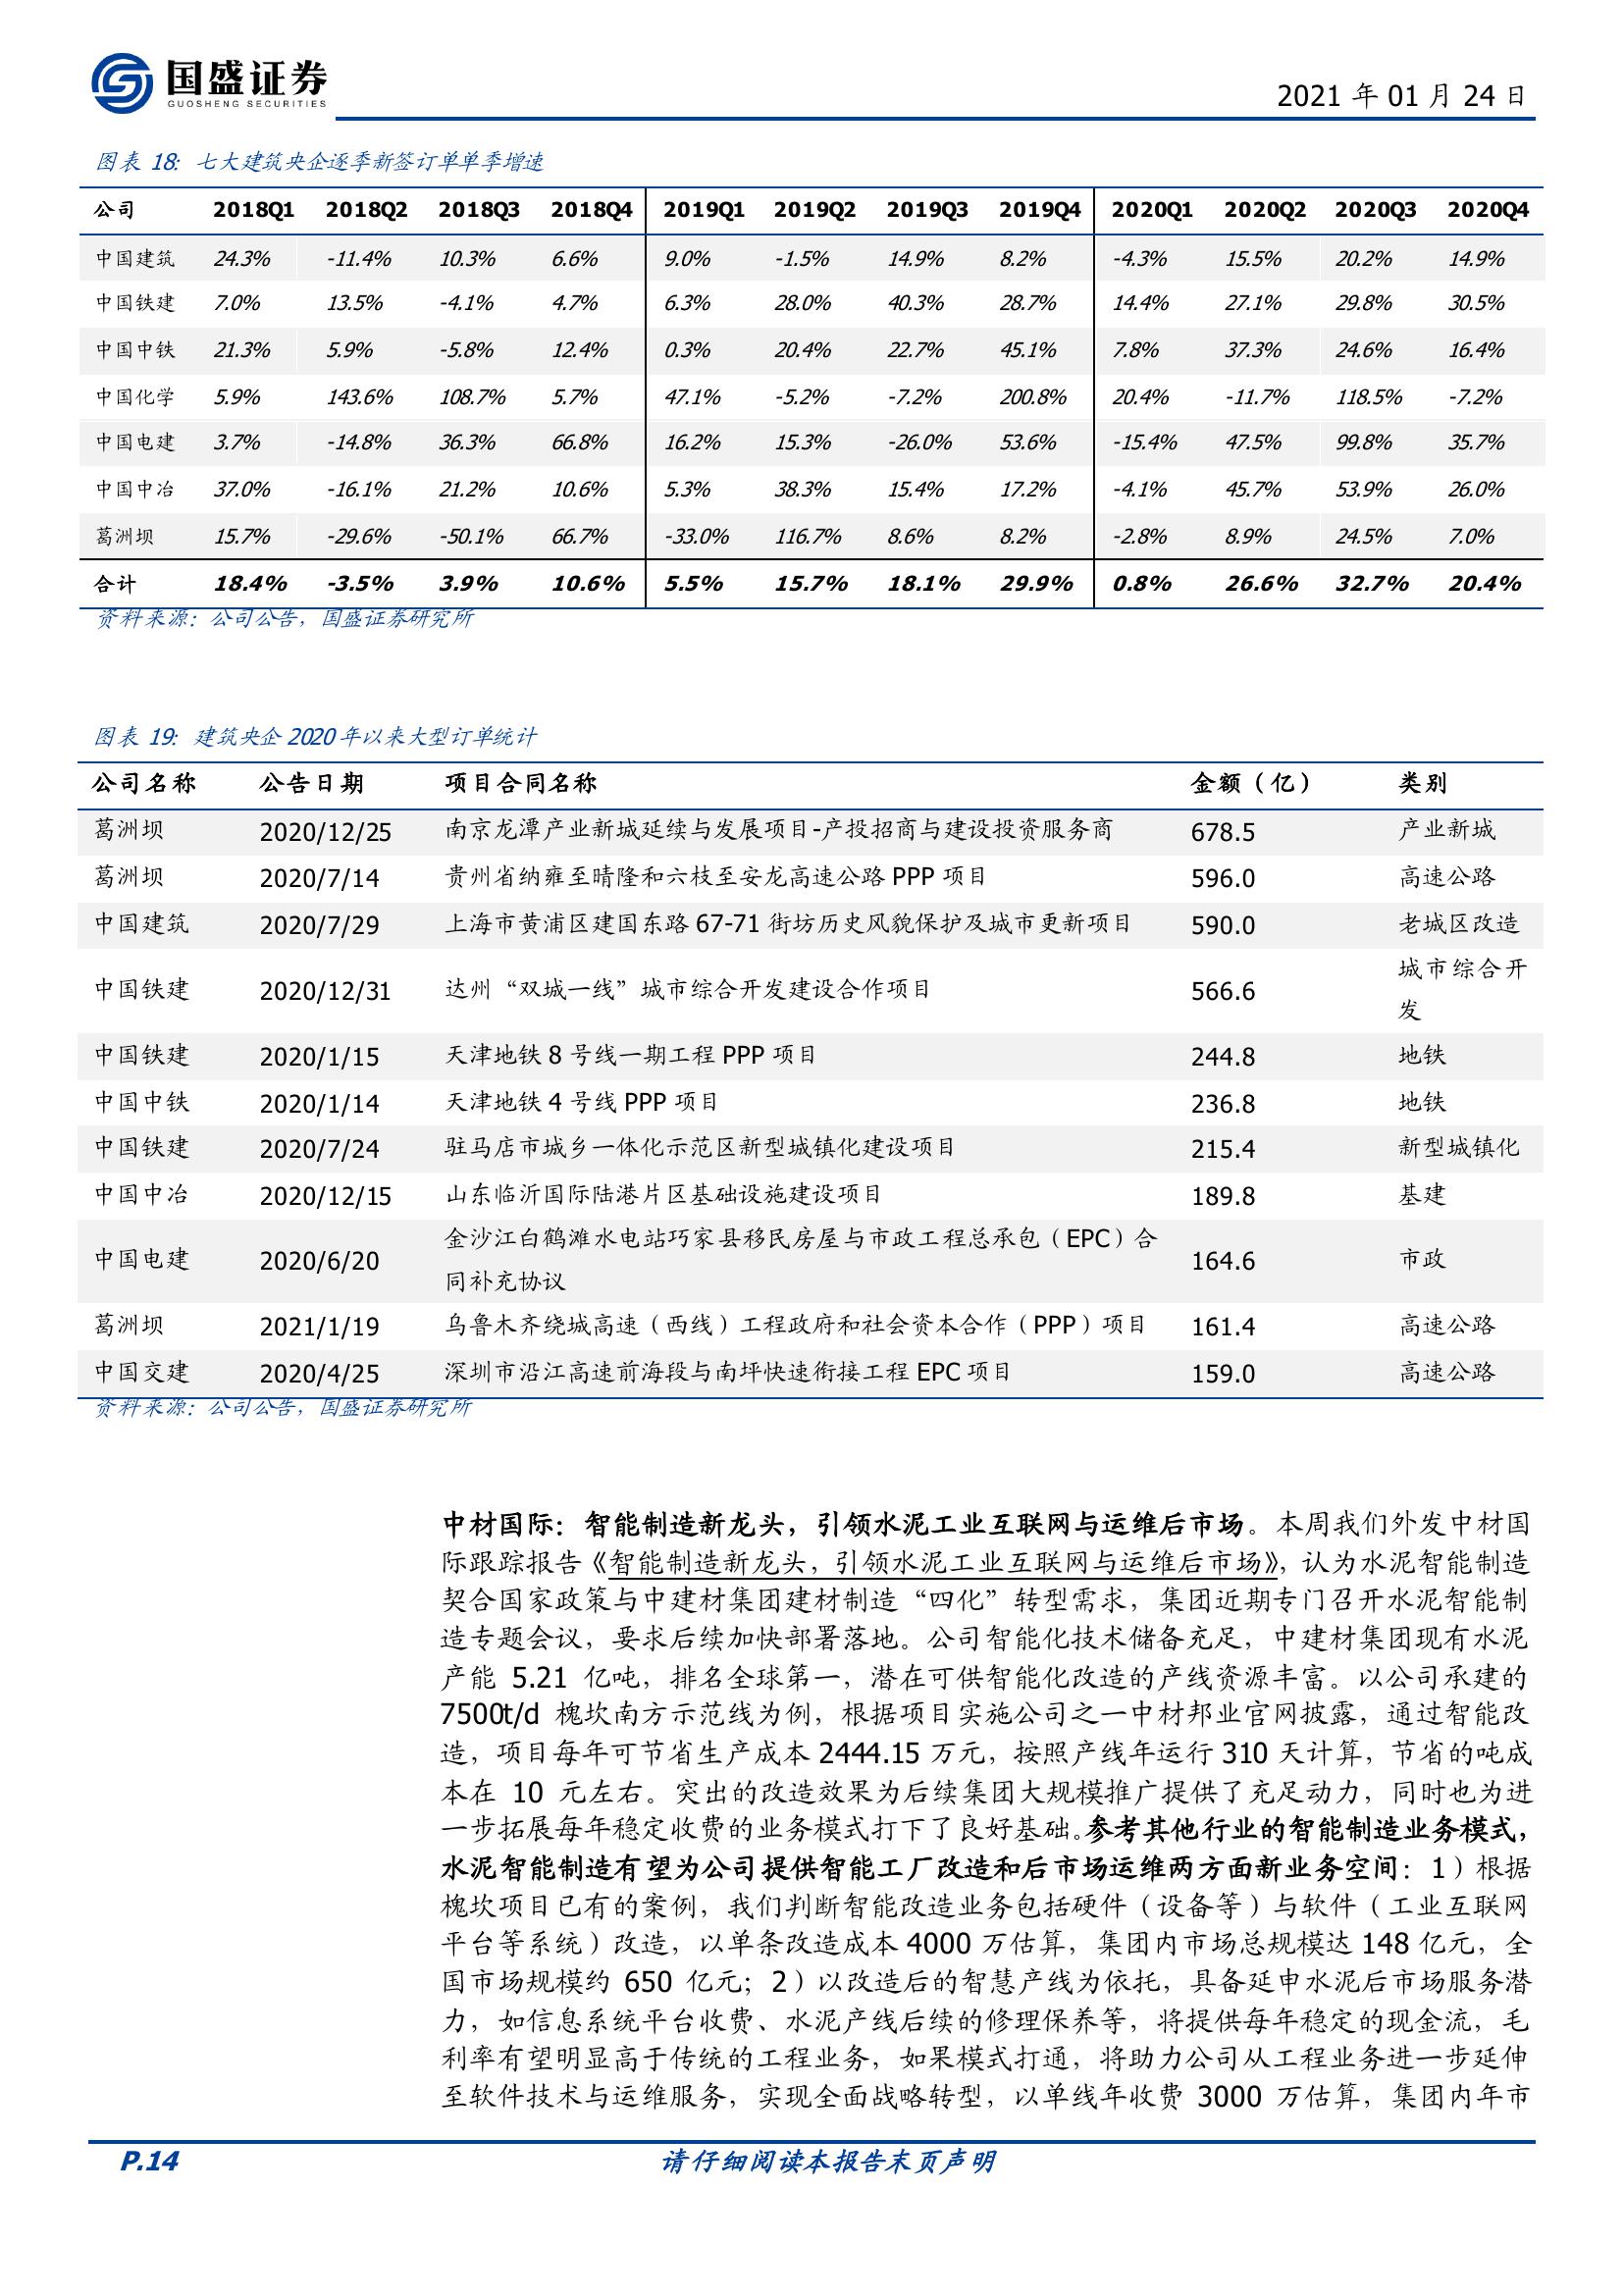 国盛证券
GUOSHENG SECURITIES
2021 年 01 月 24 日
图表 18: 七大建筑央企逐季新签订单单季增速
公司 2018Q1 2018Q2 2018Q3 2018Q4 2019Q1 2019Q2 2019Q3 2019Q4 2020Q1 2020Q2 2020Q3 2020Q4
中国建筑 24.3% -11.4% 10.3% 6.6% 9.0% -1.5% 14.9% 8.2% -4.3% 15.5% 20.2% 14.9%
中国铁建 7.0% 13.5% -4.1% 4.7% 6.3% 28.0% 40.3% 28.7% 14.4% 27.1% 29.8% 30.5%
中国中铁 21.3% 5.9% -5.8% 12.4% 0.3% 20.4% 22.7% 45.1% 7.8% 37.3% 24.6% 16.4%
中国化学 5.9% 143.6% 108.7% 5.7% 47.1% -5.2% -7.2% 200.8% 20.4% -11.7% 118.5% -7.2%
中国电建 3.7% -14.8% 36.3% 66.8% 16.2% 15.3% -26.0% 53.6% -15.4% 47.5% 99.8% 35.7%
中国中冶 37.0% -16.1% 21.2% 10.6% 5.3% 38.3% 15.4% 17.2% -4.1% 45.7% 53.9% 26.0%
葛洲坝 15.7% -29.6% -50.1% 66.7% -33.0% 116.7% 8.6% 8.2% -2.8% 8.9% 24.5% 7.0%
合计 18.4% -3.5% 3.9% 10.6% 5.5% 15.7% 18.1% 29.9% 0.8% 26.6% 32.7% 20.4%
资料来源：公司公告，国盛证券研究所
图表 19: 建筑央企 2020 年以来大型订单统计
公司名称 公告日期 项目合同名称 金额（亿） 类别
葛洲坝 2020/12/25 南京龙潭产业新城延续与发展项目-产投招商与建设投资服务商 678.5 产业新城
葛洲坝 2020/7/14 贵州省纳雍至晴隆和六枝至安龙高速公路 PPP 项目 596.0 高速公路
中国建筑 2020/7/29 上海市黄浦区建国东路 67-71 街坊历史风貌保护及城市更新项目 590.0 老城区改造
中国铁建 2020/12/31 达州“双城一线”城市综合开发建设合作项目 566.6 城市综合开
发
中国铁建 2020/1/15 天津地铁 8 号线一期工程 PPP 项目 244.8 地铁
中国中铁 2020/1/14 天津地铁 4 号线 PPP 项目 236.8 地铁
中国铁建 2020/7/24 驻马店市城乡一体化示范区新型城镇化建设项目 215.4 新型城镇化
中国中冶 2020/12/15 山东临沂国际陆港片区基础设施建设项目 189.8 基建
中国电建 2020/6/20 金沙江白鹤滩水电站巧家县移民房屋与市政工程总承包（EPC）合 164.6 市政
同补充协议
葛洲坝 2021/1/19 乌鲁木齐绕城高速（西线）工程政府和社会资本合作（PPP）项目 161.4 高速公路
中国交建 2020/4/25 深圳市沿江高速前海段与南坪快速衔接工程 EPC 项目 159.0 高速公路
资料来源：公司公告，国盛证券研究所
中材国际：智能制造新龙头，引领水泥工业互联网与运维后市场。本周我们外发中材国
际跟踪报告《智能制造新龙头，引领水泥工业互联网与运维后市场》，认为水泥智能制造
契合国家政策与中建材集团建材制造“四化”转型需求，集团近期专门召开水泥智能制
造专题会议，要求后续加快部署落地。公司智能化技术储备充足，中建材集团现有水泥
产能 5.21 亿吨，排名全球第一，潜在可供智能化改造的产线资源丰富。以公司承建的
7500t/d 槐坎南方示范线为例，根据项目实施公司之一中材邦业官网披露，通过智能改
造，项目每年可节省生产成本 2444.15 万元，按照产线年运行 310 天计算，节省的吨成
本在 10 元左右。突出的改造效果为后续集团大规模推广提供了充足动力，同时也为进
一步拓展每年稳定收费的业务模式打下了良好基础。参考其他行业的智能制造业务模式，
水泥智能制造有望为公司提供智能工厂改造和后市场运维两方面新业务空间：1）根据
槐坎项目已有的案例，我们判断智能改造业务包括硬件（设备等）与软件（工业互联网
平台等系统）改造，以单条改造成本 4000 万估算，集团内市场总规模达 148 亿元，全
国市场规模约 650 亿元；2）以改造后的智慧产线为依托，具备延申水泥后市场服务潜
力，如信息系统平台收费、水泥产线后续的修理保养等，将提供每年稳定的现金流，毛
利率有望明显高于传统的工程业务，如果模式打通，将助力公司从工程业务进一步延伸
至软件技术与运维服务，实现全面战略转型，以单线年收费 3000 万估算，集团内年市
P.14 请仔细阅读本报告末页声明